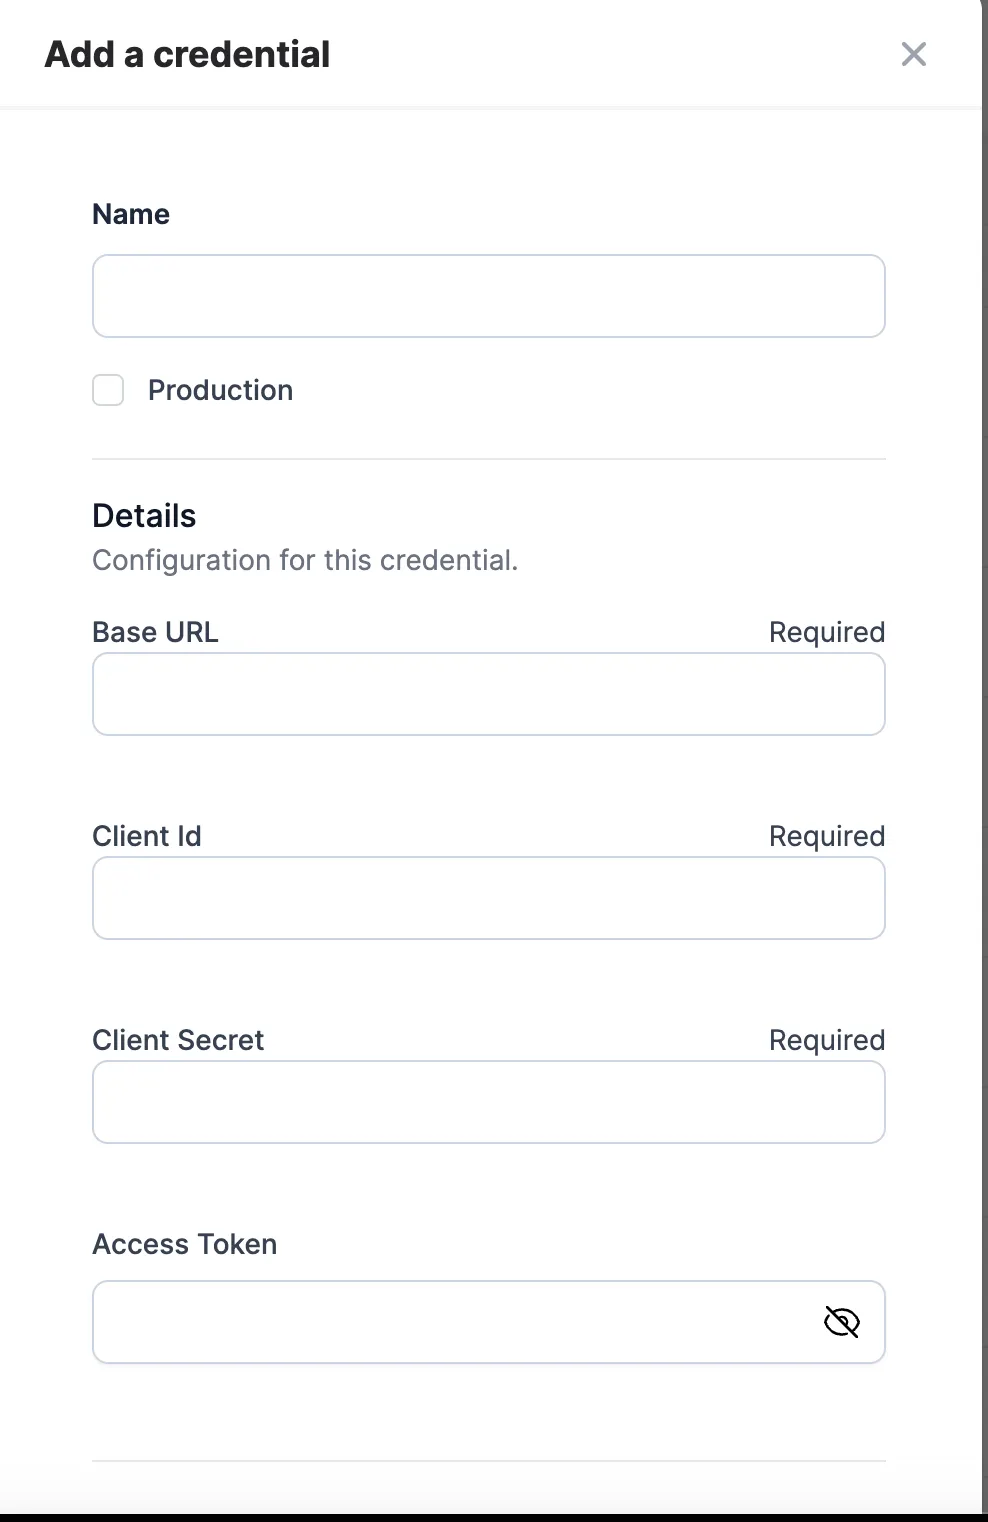 Add a credential
Name
Production
Details
Configuration for this credential.
Base URL Required
Client Id Required
Client Secret Required
Access Token